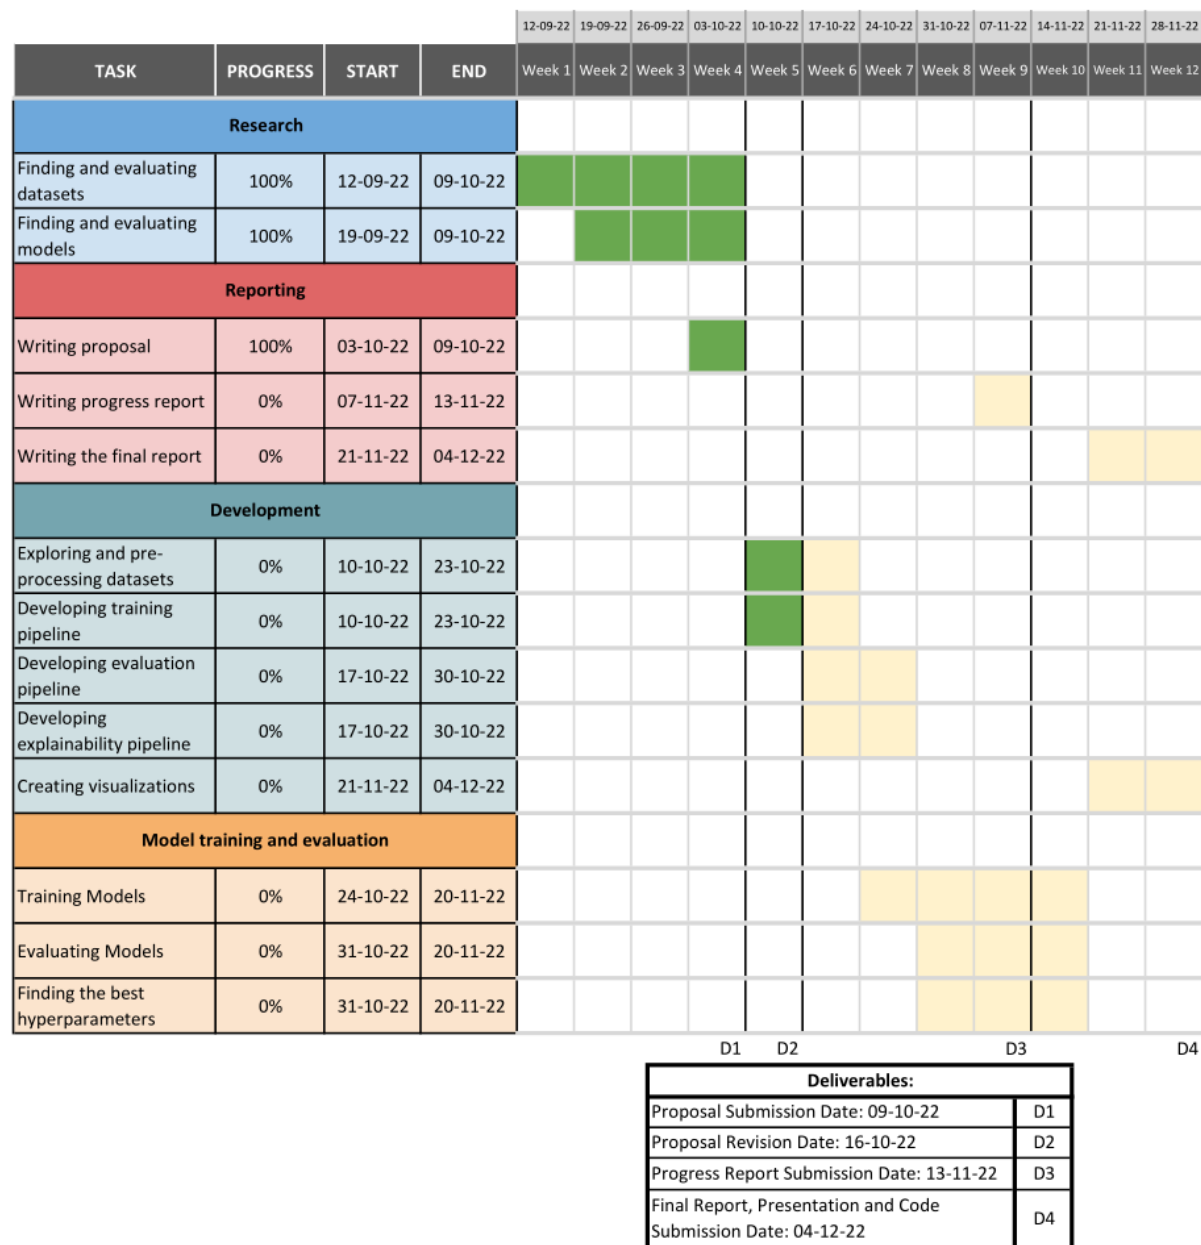 12-09-22 19-09-22 26-09-22 03-10-22 10-10-22 17-10-22 24-10-22 31-10-22 07-11-22 14-11-22 21-11-22 28-11-22
TASK PROGRESS START END Week 1 Week 2 Week 3 Week 4 Week 5 Week 6 Week 7 Week 8 Week 9 Week 10 Week 11 Week 12
Research
Finding and evaluating
datasets 100% 12-09-22 09-10-22
Finding and evaluating
models 100% 19-09-22 09-10-22
Reporting
Writing proposal 100% 03-10-22 09-10-22
Writing progress report 0% 07-11-22 13-11-22
Writing the final report 0% 21-11-22 04-12-22
Development
Exploring and pre-
processing datasets 0% 10-10-22 23-10-22
Developing training
pipeline 0% 10-10-22 23-10-22
Developing evaluation
pipeline 0% 17-10-22 30-10-22
Developing
explainability pipeline 0% 17-10-22 30-10-22
Creating visualizations 0% 21-11-22 04-12-22
Model training and evaluation
Training Models 0% 24-10-22 20-11-22
Evaluating Models 0% 31-10-22 20-11-22
Finding the best
hyperparameters 0% 31-10-22 20-11-22
D1 D2 D3 D4
Deliverables:
Proposal Submission Date: 09-10-22 D1
Proposal Revision Date: 16-10-22 D2
Progress Report Submission Date: 13-11-22 D3
Final Report, Presentation and Code
Submission Date: 04-12-22 D4